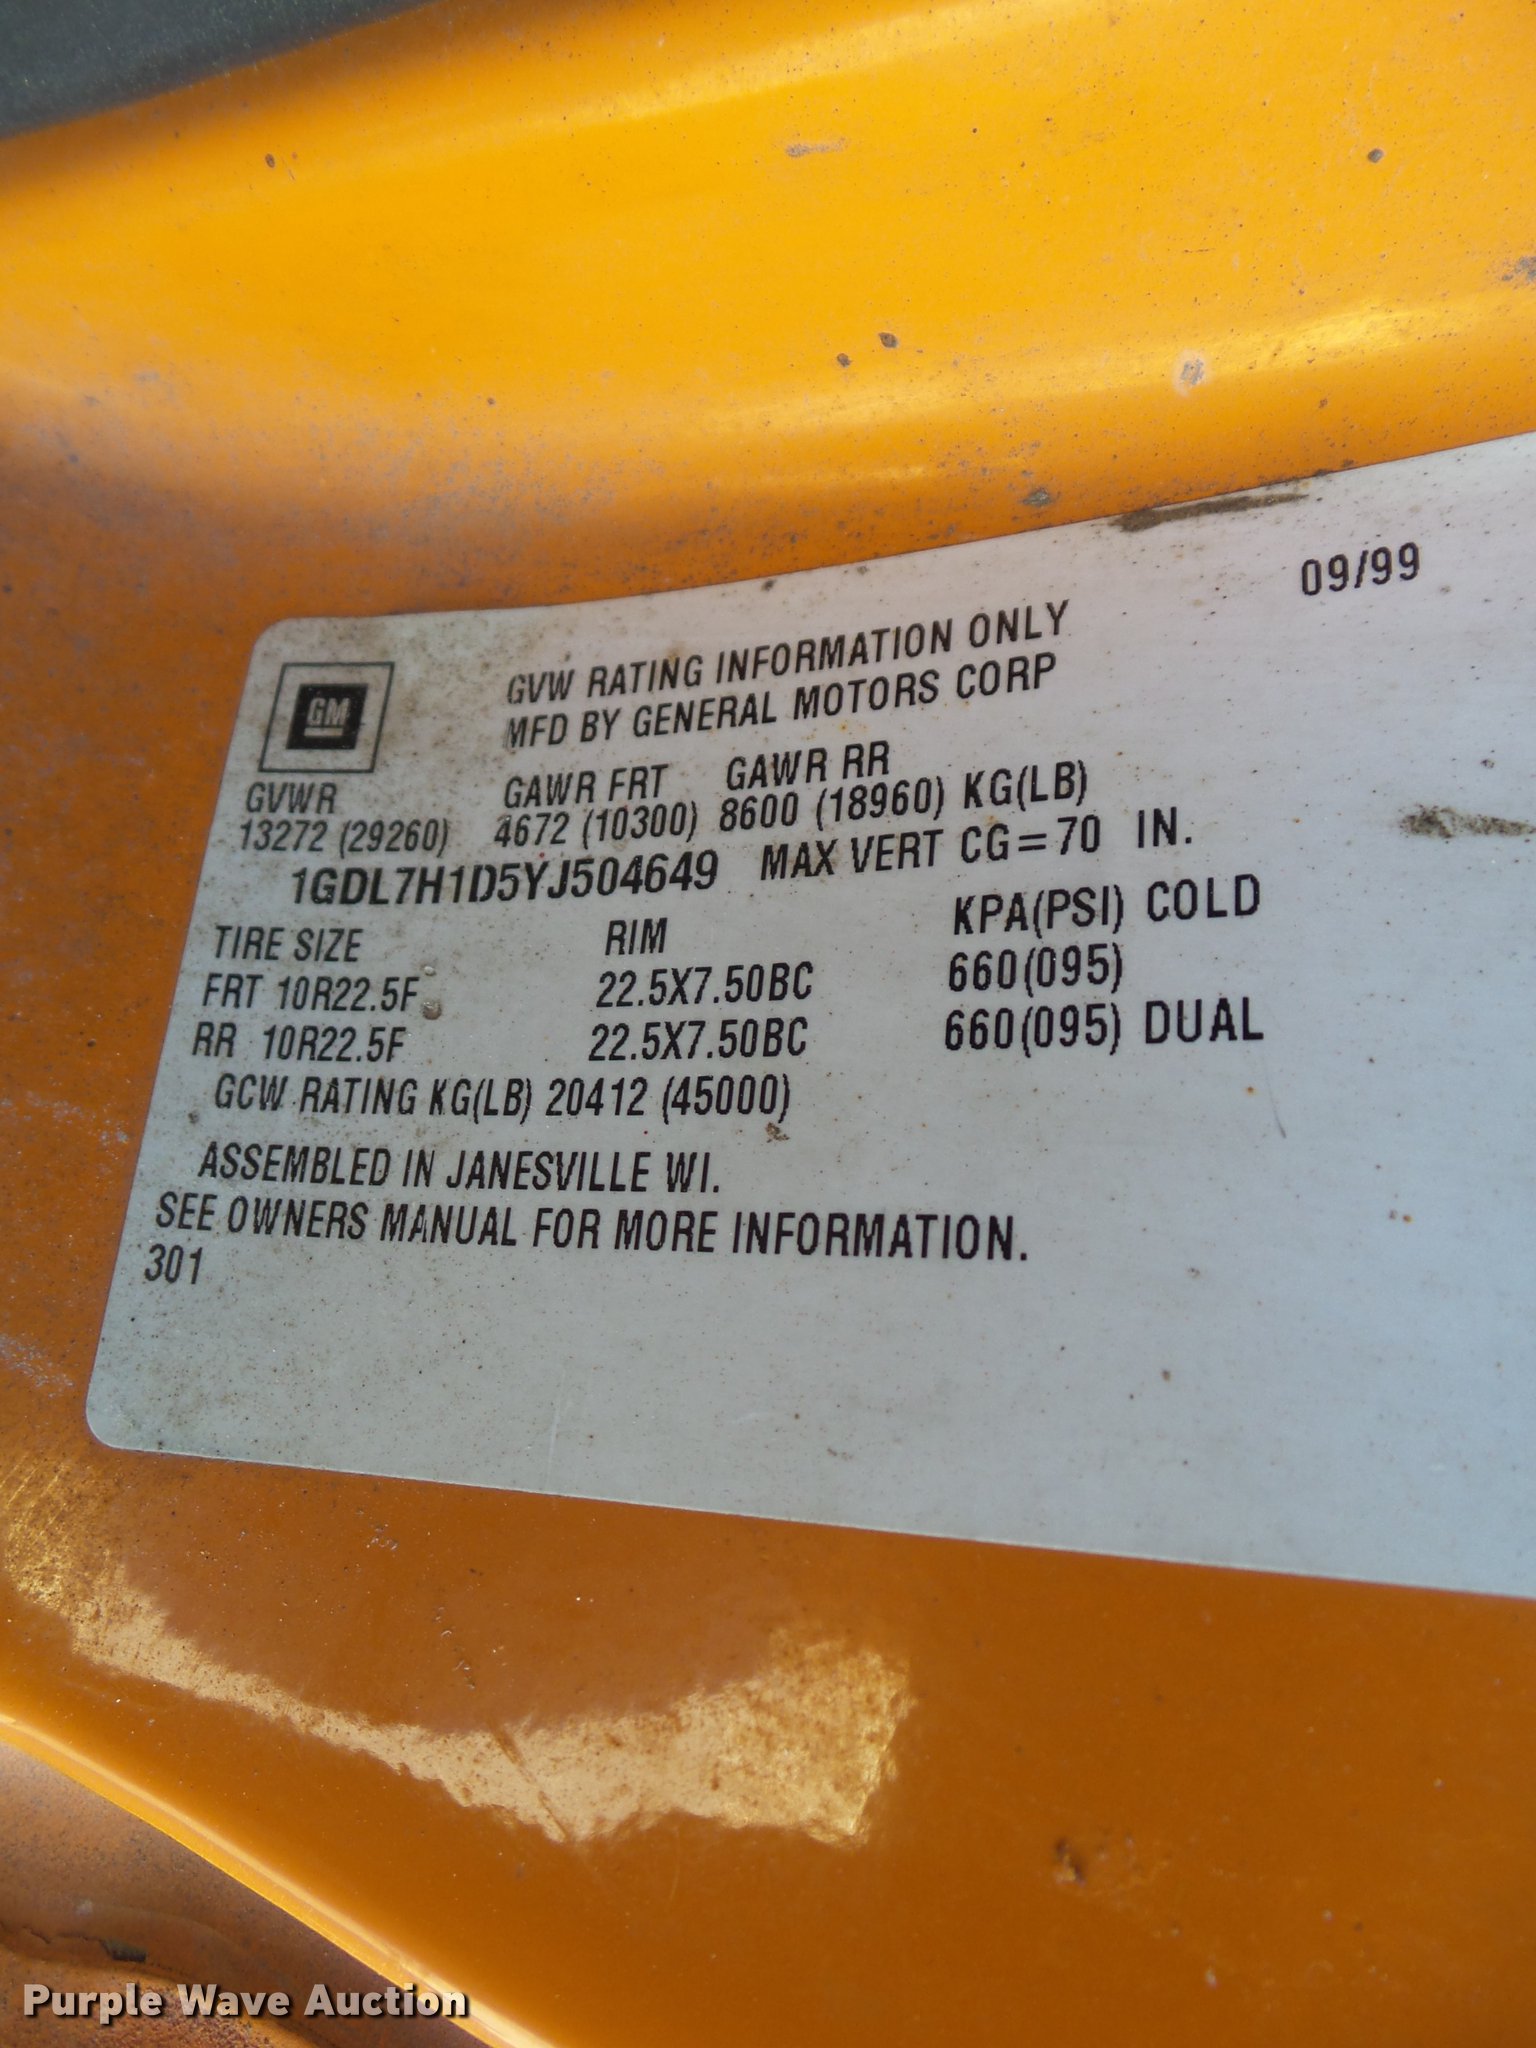 09/99
GM
GVW RATING INFORMATION ONLY
MFD BY GENERAL MOTORS CORP
GVWR GAWR FRT GAWR RR
13272 (29260) 4672 (10300) 8600 (18960) KG(LB)
1GDL7H1D5YJ504649 MAX VERT CG=70 IN.
TIRE SIZE RIM KPA(PSI) COLD
FRT 10R22.5F 22.5X7.50BC 660(095)
RR 10R22.5F 22.5X7.50BC 660(095) DUAL
GCW RATING KG(LB) 20412 (45000)
ASSEMBLED IN JANESVILLE WI.
SEE OWNERS MANUAL FOR MORE INFORMATION.
301
Purple Wave Auction